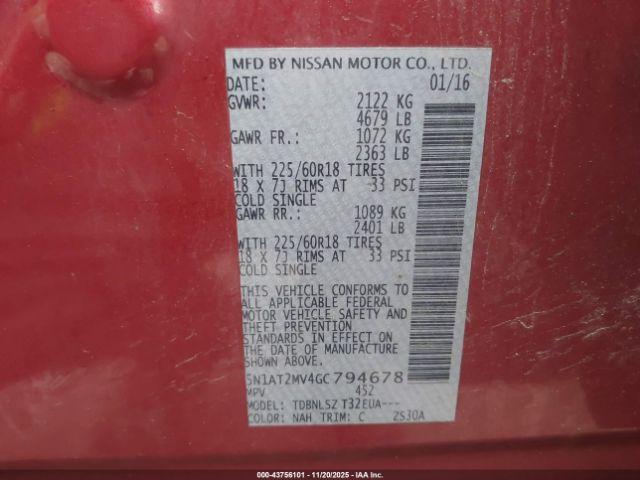 MFD BY NISSAN MOTOR CO., LTD.
DATE: 01/16
GVWR: 2122 KG
4679 LB
GAWR FR.: 1072 KG
2363 LB
WITH 225/60R18 TIRES
18 X 7J RIMS AT 33 PSI
COLD SINGLE
GAWR RR.: 1089 KG
2401 LB
WITH 225/60R18 TIRES
18 X 7J RIMS AT 33 PSI
COLD SINGLE
THIS VEHICLE CONFORMS TO
ALL APPLICABLE FEDERAL
MOTOR VEHICLE SAFETY AND
THEFT PREVENTION
STANDARDS IN EFFECT ON
THE DATE OF MANUFACTURE
SHOWN ABOVE.
5N1AT2MV4GC794678
MPV 452
MODEL: TDBNLSZ T32EUA---
COLOR: NAH TRIM: C ZS30A
000-43756101 - 11/20/2025 - IAAI.COM